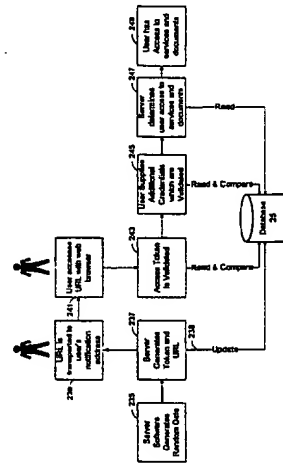 235
Server
Software
Generates
Random Data
237
Server
Generates
Token and
URL
238
Update
239
URL is
transported to
user's
notification
address
241
User accesses
URL with web
browser
243
Access Token
is Validated
Read & Compare
245
User Supplies
Additional
Credentials
which are
Validated
Read & Compare
247
Server
determines
user access to
services and
documents
Read
249
User has
Access to
services and
documents
Database
25